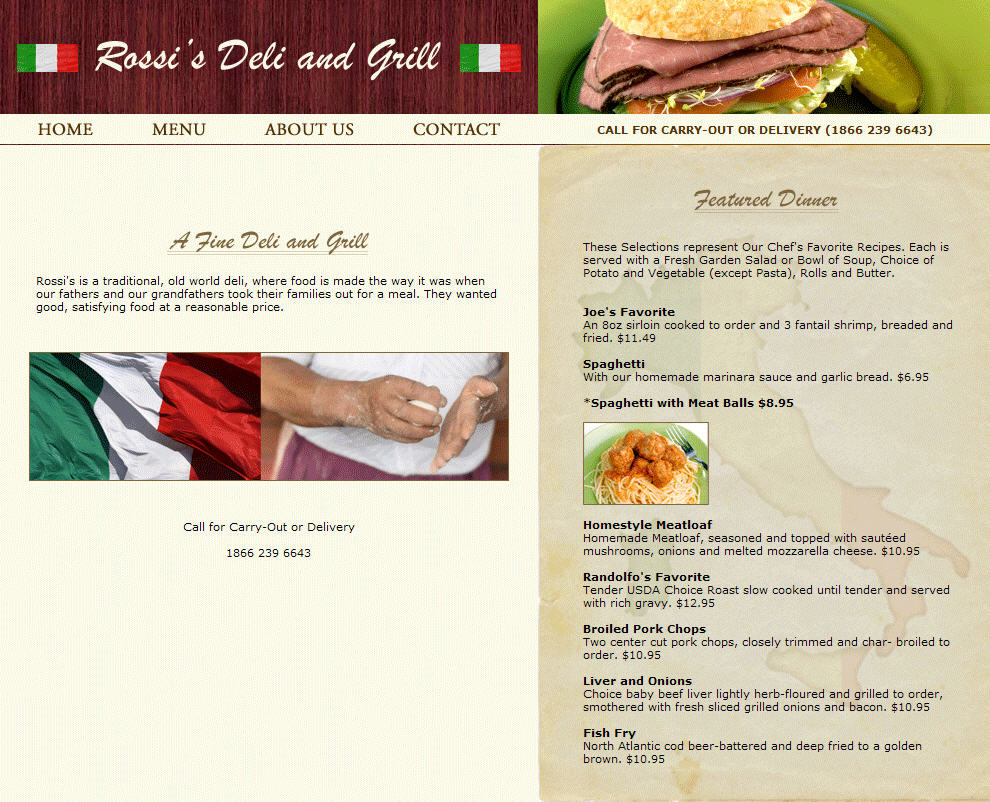 Rossi's Deli and Grill
HOME MENU ABOUT US CONTACT CALL FOR CARRY-OUT OR DELIVERY (1866 239 6643)
A Fine Deli and Grill
Rossi's is a traditional, old world deli, where food is made the way it was when
our fathers and our grandfathers took their families out for a meal. They wanted
good, satisfying food at a reasonable price.
Call for Carry-Out or Delivery
1866 239 6643
Featured Dinner
These Selections represent Our Chef's Favorite Recipes. Each is
served with a Fresh Garden Salad or Bowl of Soup, Choice of
Potato and Vegetable (except Pasta), Rolls and Butter.
Joe's Favorite
An 8oz sirloin cooked to order and 3 fantail shrimp, breaded and
fried. $11.49
Spaghetti
With our homemade marinara sauce and garlic bread. $6.95
*Spaghetti with Meat Balls $8.95
Homestyle Meatloaf
Homemade Meatloaf, seasoned and topped with sautéed
mushrooms, onions and melted mozzarella cheese. $10.95
Randolfo's Favorite
Tender USDA Choice Roast slow cooked until tender and served
with rich gravy. $12.95
Broiled Pork Chops
Two center cut pork chops, closely trimmed and char- broiled to
order. $10.95
Liver and Onions
Choice baby beef liver lightly herb-floured and grilled to order,
smothered with fresh sliced grilled onions and bacon. $10.95
Fish Fry
North Atlantic cod beer-battered and deep fried to a golden
brown. $10.95